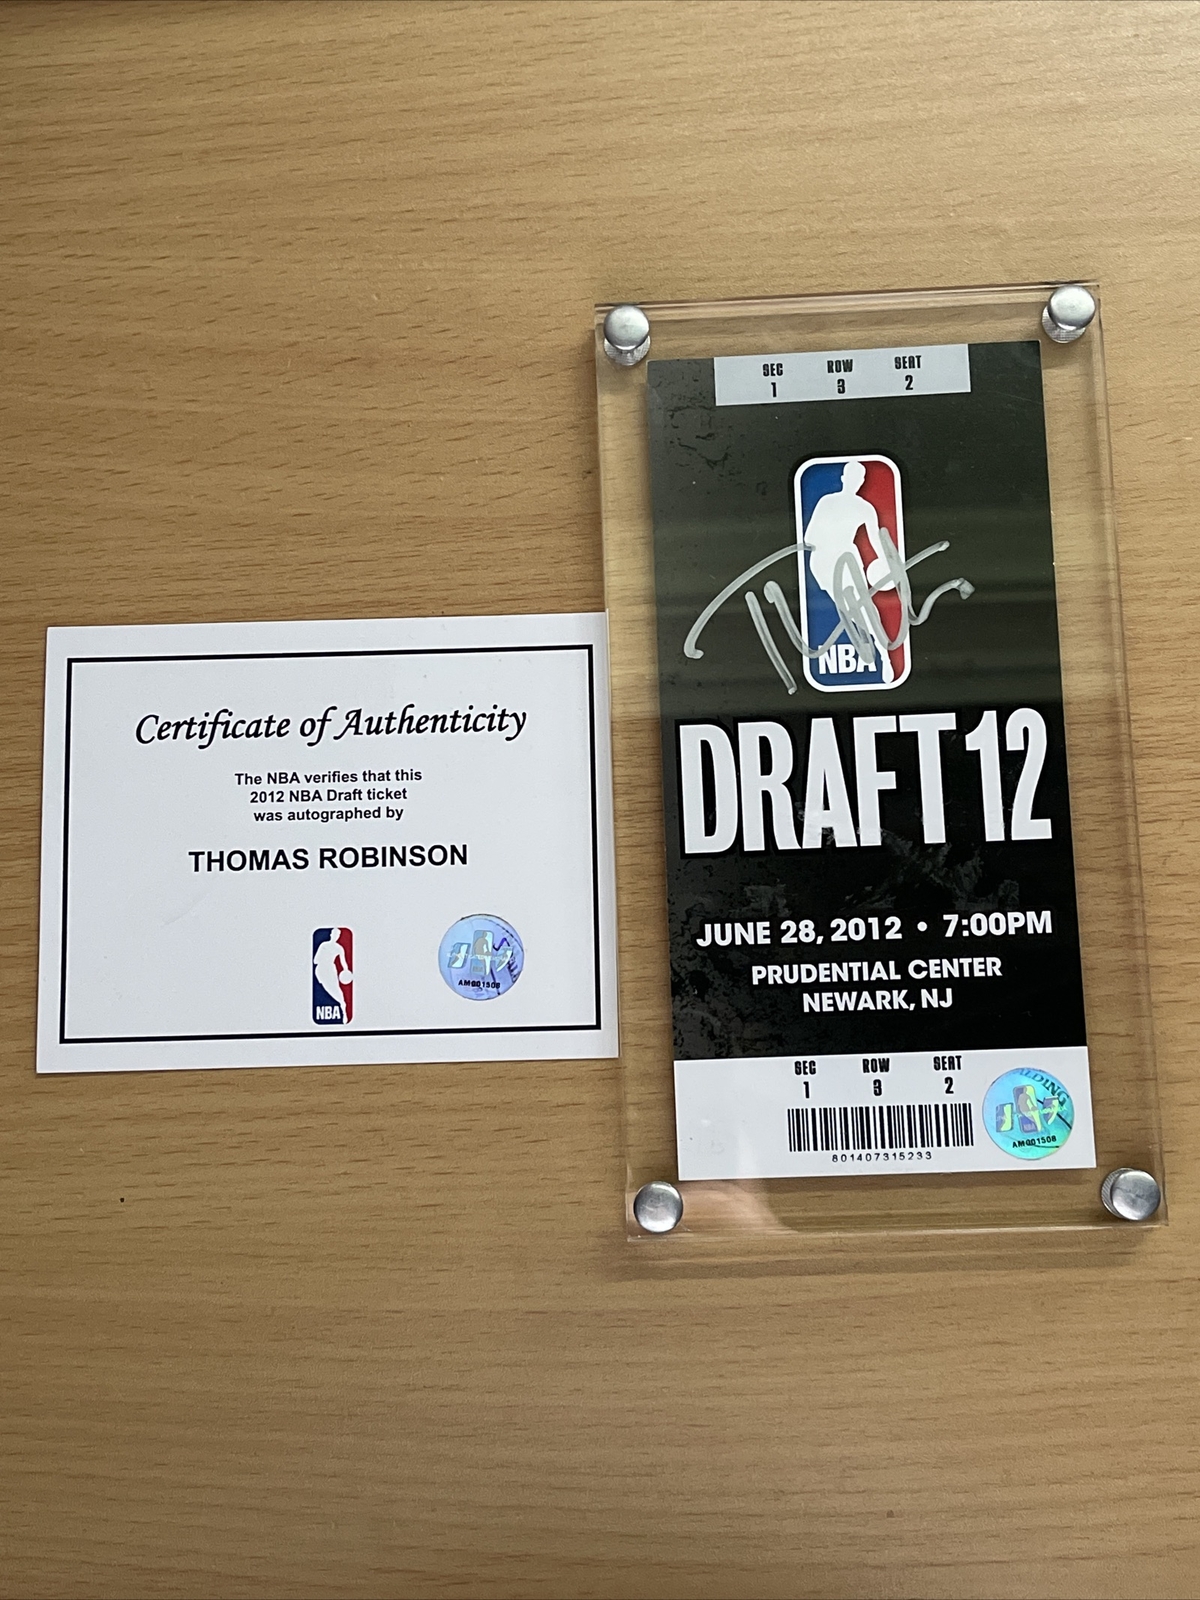 Certificate of Authenticity
The NBA verifies that this
2012 NBA Draft ticket
was autographed by
THOMAS ROBINSON
NBA
AM001508
SEC ROW SEAT
1 3 2
NBA
DRAFT 12
JUNE 28, 2012 • 7:00PM
PRUDENTIAL CENTER
NEWARK, NJ
SEC ROW SEAT
1 3 2
801407315233
NBA
AM001508